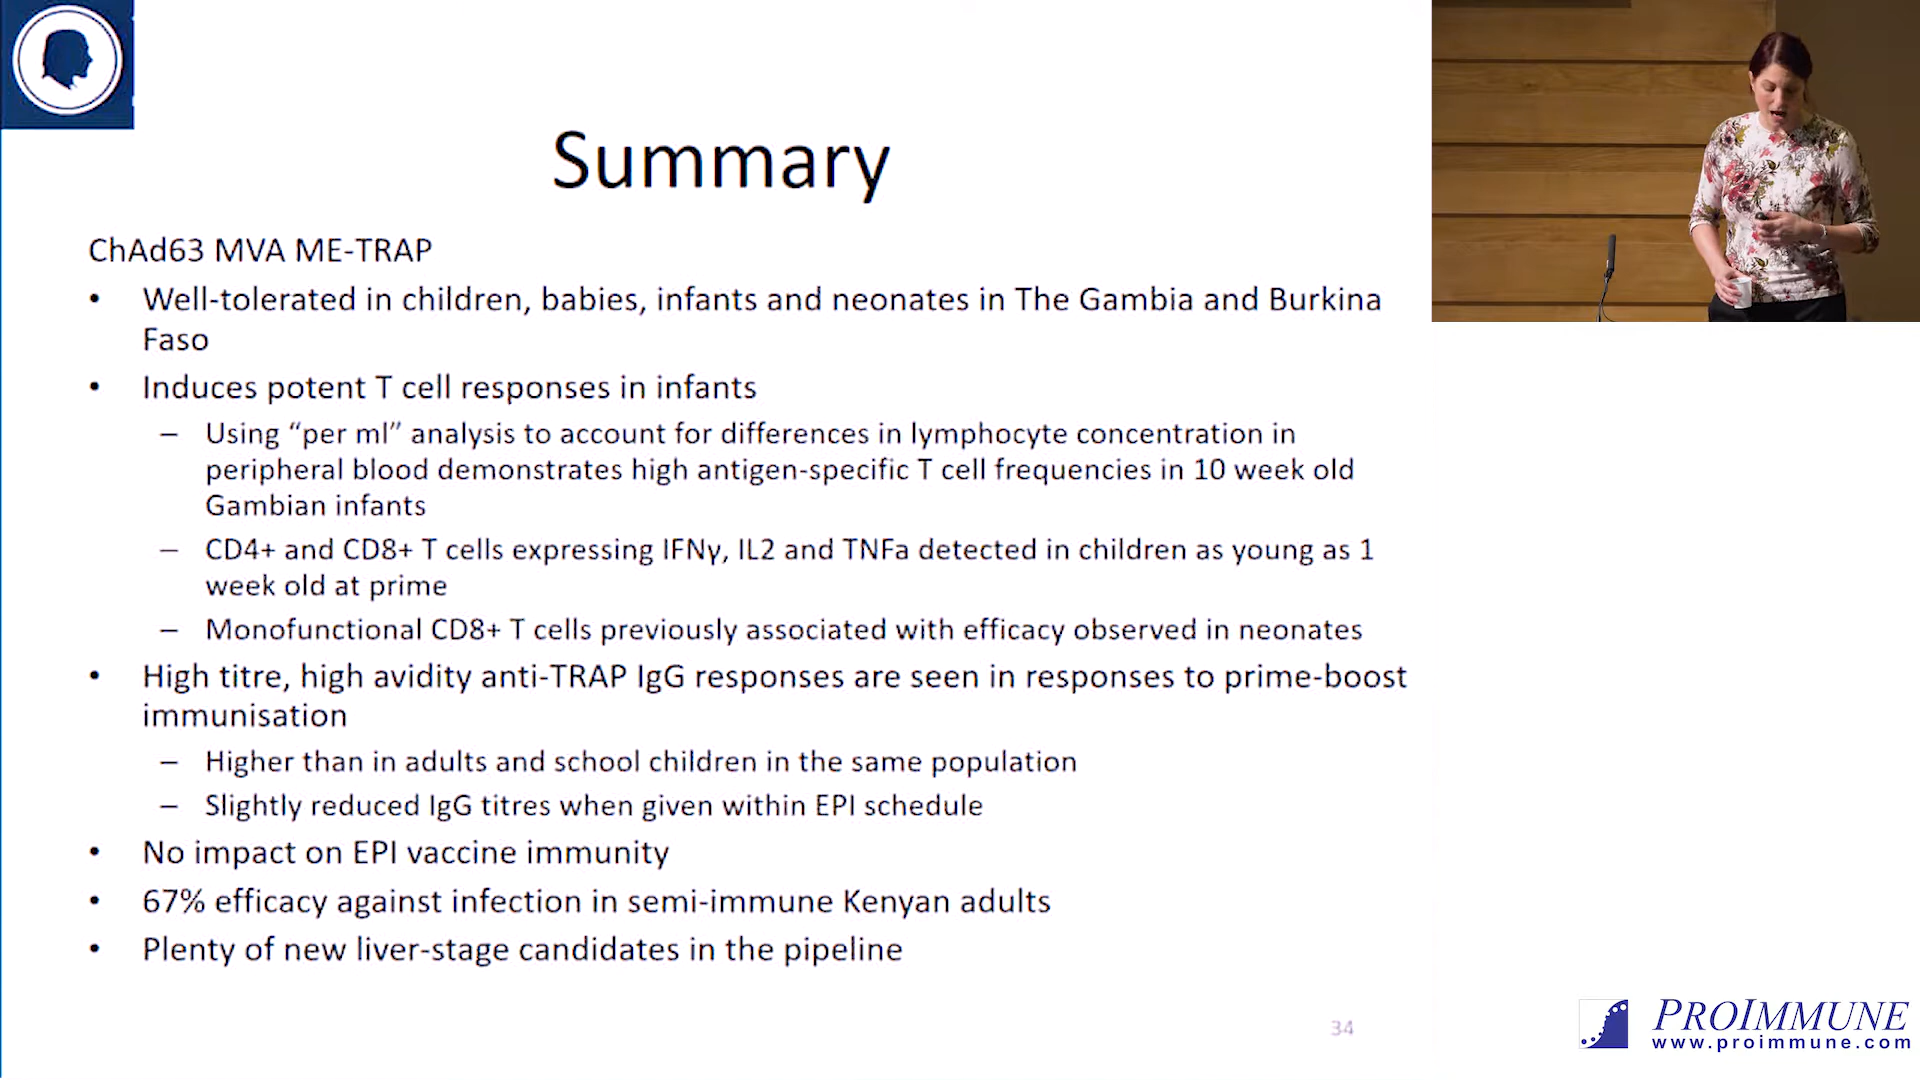 Summary
ChAd63 MVA ME-TRAP
• Well-tolerated in children, babies, infants and neonates in The Gambia and Burkina
Faso
• Induces potent T cell responses in infants
– Using “per ml” analysis to account for differences in lymphocyte concentration in
peripheral blood demonstrates high antigen-specific T cell frequencies in 10 week old
Gambian infants
– CD4+ and CD8+ T cells expressing IFNγ, IL2 and TNFa detected in children as young as 1
week old at prime
– Monofunctional CD8+ T cells previously associated with efficacy observed in neonates
• High titre, high avidity anti-TRAP IgG responses are seen in responses to prime-boost
immunisation
– Higher than in adults and school children in the same population
– Slightly reduced IgG titres when given within EPI schedule
• No impact on EPI vaccine immunity
• 67% efficacy against infection in semi-immune Kenyan adults
• Plenty of new liver-stage candidates in the pipeline
34
PROIMMUNE
www.proimmune.com